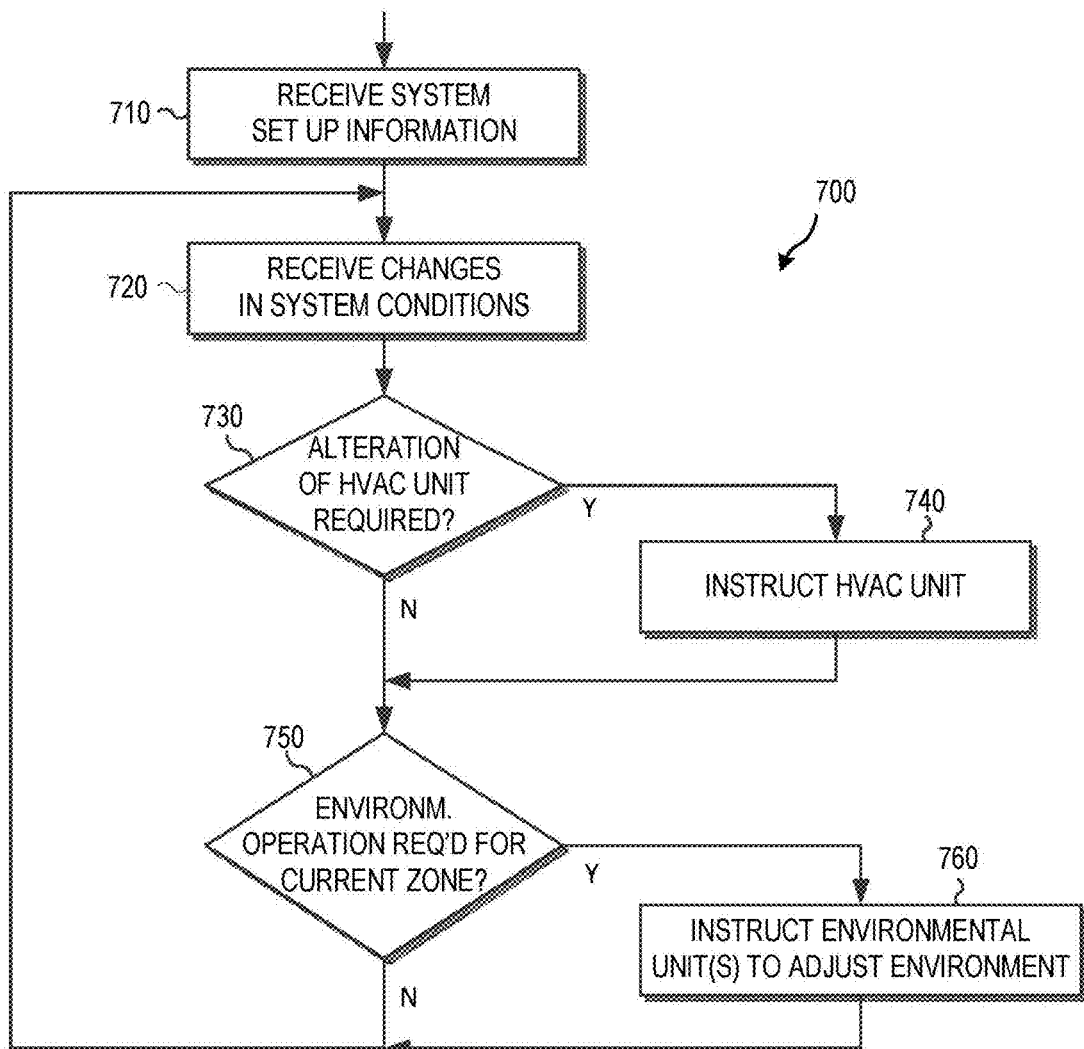 710
RECEIVE SYSTEM
SET UP INFORMATION
700
720
RECEIVE CHANGES
IN SYSTEM CONDITIONS
730
ALTERATION
OF HVAC UNIT
REQUIRED?
Y
N
740
INSTRUCT HVAC UNIT
750
ENVIRONM.
OPERATION REQ'D FOR
CURRENT ZONE?
Y
N
760
INSTRUCT ENVIRONMENTAL
UNIT(S) TO ADJUST ENVIRONMENT